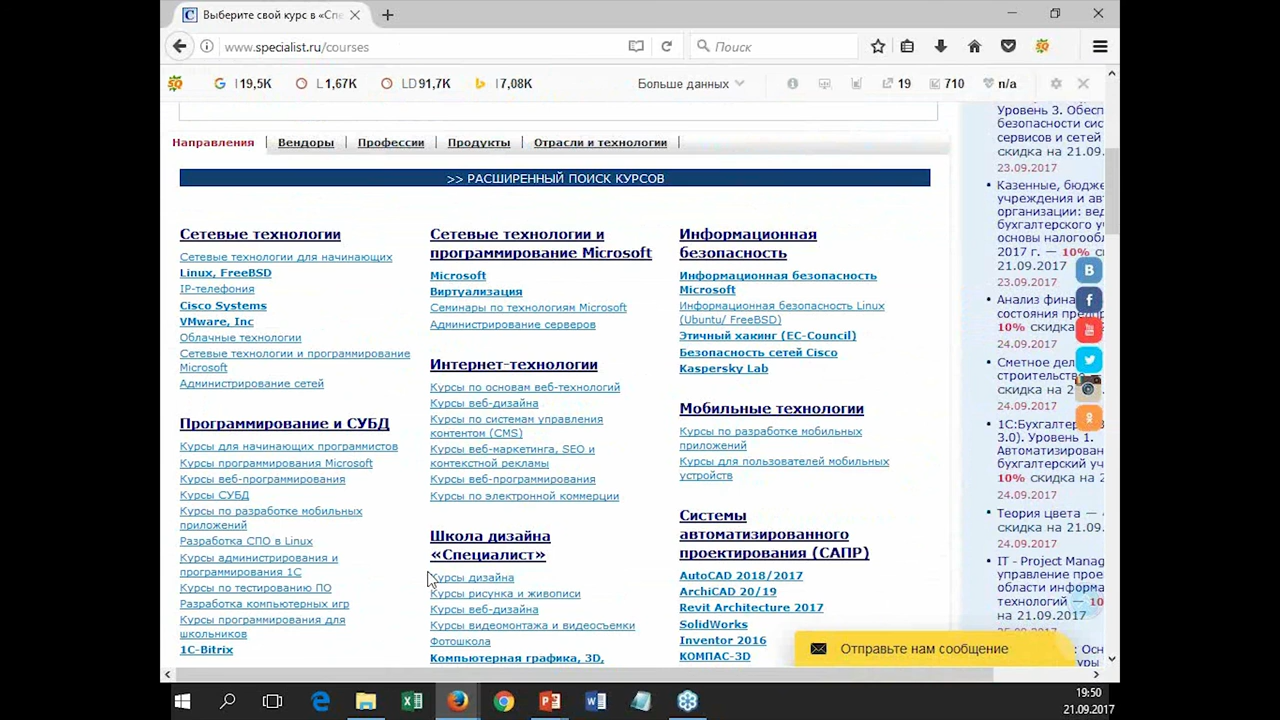 Выберите свой курс в «Спе
www.specialist.ru/courses
Поиск
I 19,5K
L 1,67K
LD 91,7K
I 7,08K
Больше данных
19
710
n/a
Направления
Вендоры
Профессии
Продукты
Отрасли и технологии
>> РАСШИРЕННЫЙ ПОИСК КУРСОВ
Сетевые технологии
Сетевые технологии для начинающих
Linux, FreeBSD
IP-телефония
Cisco Systems
VMware, Inc
Облачные технологии
Сетевые технологии и программирование
Microsoft
Администрирование сетей
Программирование и СУБД
Курсы для начинающих программистов
Курсы программирования Microsoft
Курсы веб-программирования
Курсы СУБД
Курсы по разработке мобильных
приложений
Разработка СПО в Linux
Курсы администрирования и
программирования 1С
Курсы по тестированию ПО
Разработка компьютерных игр
Курсы программирования для
школьников
1C-Bitrix
Сетевые технологии и
программирование Microsoft
Microsoft
Виртуализация
Семинары по технологиям Microsoft
Администрирование серверов
Интернет-технологии
Курсы по основам веб-технологий
Курсы веб-дизайна
Курсы по системам управления
контентом (CMS)
Курсы веб-маркетинга, SEO и
контекстной рекламы
Курсы веб-программирования
Курсы по электронной коммерции
Школа дизайна
«Специалист»
Курсы дизайна
Курсы рисунка и живописи
Курсы веб-дизайна
Курсы видеомонтажа и видеосъемки
Фотошкола
Компьютерная графика, 3D,
Информационная
безопасность
Информационная безопасность
Microsoft
Информационная безопасность Linux
(Ubuntu/ FreeBSD)
Этичный хакинг (EC-Council)
Безопасность сетей Cisco
Kaspersky Lab
Мобильные технологии
Курсы по разработке мобильных
приложений
Курсы для пользователей мобильных
устройств
Системы
автоматизированного
проектирования (САПР)
AutoCAD 2018/2017
ArchiCAD 20/19
Revit Architecture 2017
SolidWorks
Inventor 2016
КОМПАС-3D
Уровень 3. Обесп
безопасности сис
сервисов и сетей
скидка на 21.09.
23.09.2017
Казенные, бюдже
учреждения и ав
организации: вед
бухгалтерского у
основы налогообл
2017 г. — 10% с
21.09.2017
23.09.2017
Анализ фина
состояния предп
10% скидка
24.09.2017
Сметное дел
строительств
скидка на 2
24.09.2017
1С:Бухгалтер
3.0). Уровень 1.
Автоматизирован
бухгалтерский уч
10% скидка на 2
24.09.2017
Теория цвета —
скидка на 21.09.
24.09.2017
IT - Project Manag
управление прое
области информа
технологий — 10
на 21.09.2017
Отправьте нам сообщение
19:50
21.09.2017